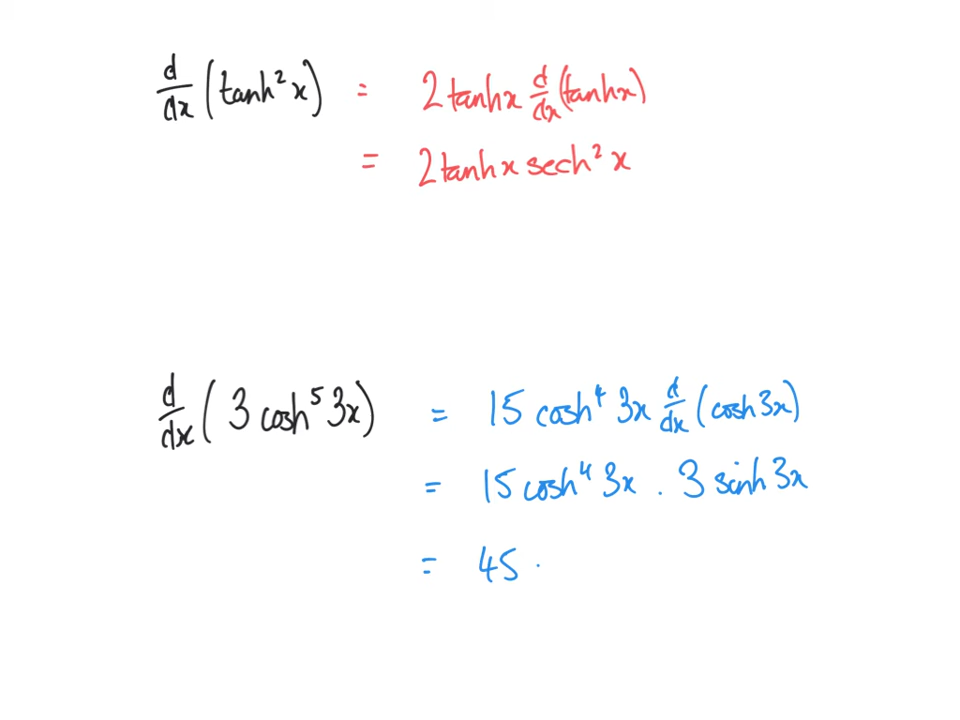 d/dx (tanh² x) = 2 tanh x d/dx (tanh x)
= 2 tanh x sech² x
d/dx (3 cosh⁵ 3x) = 15 cosh⁴ 3x d/dx (cosh 3x)
= 15 cosh⁴ 3x . 3 sinh 3x
= 45 .